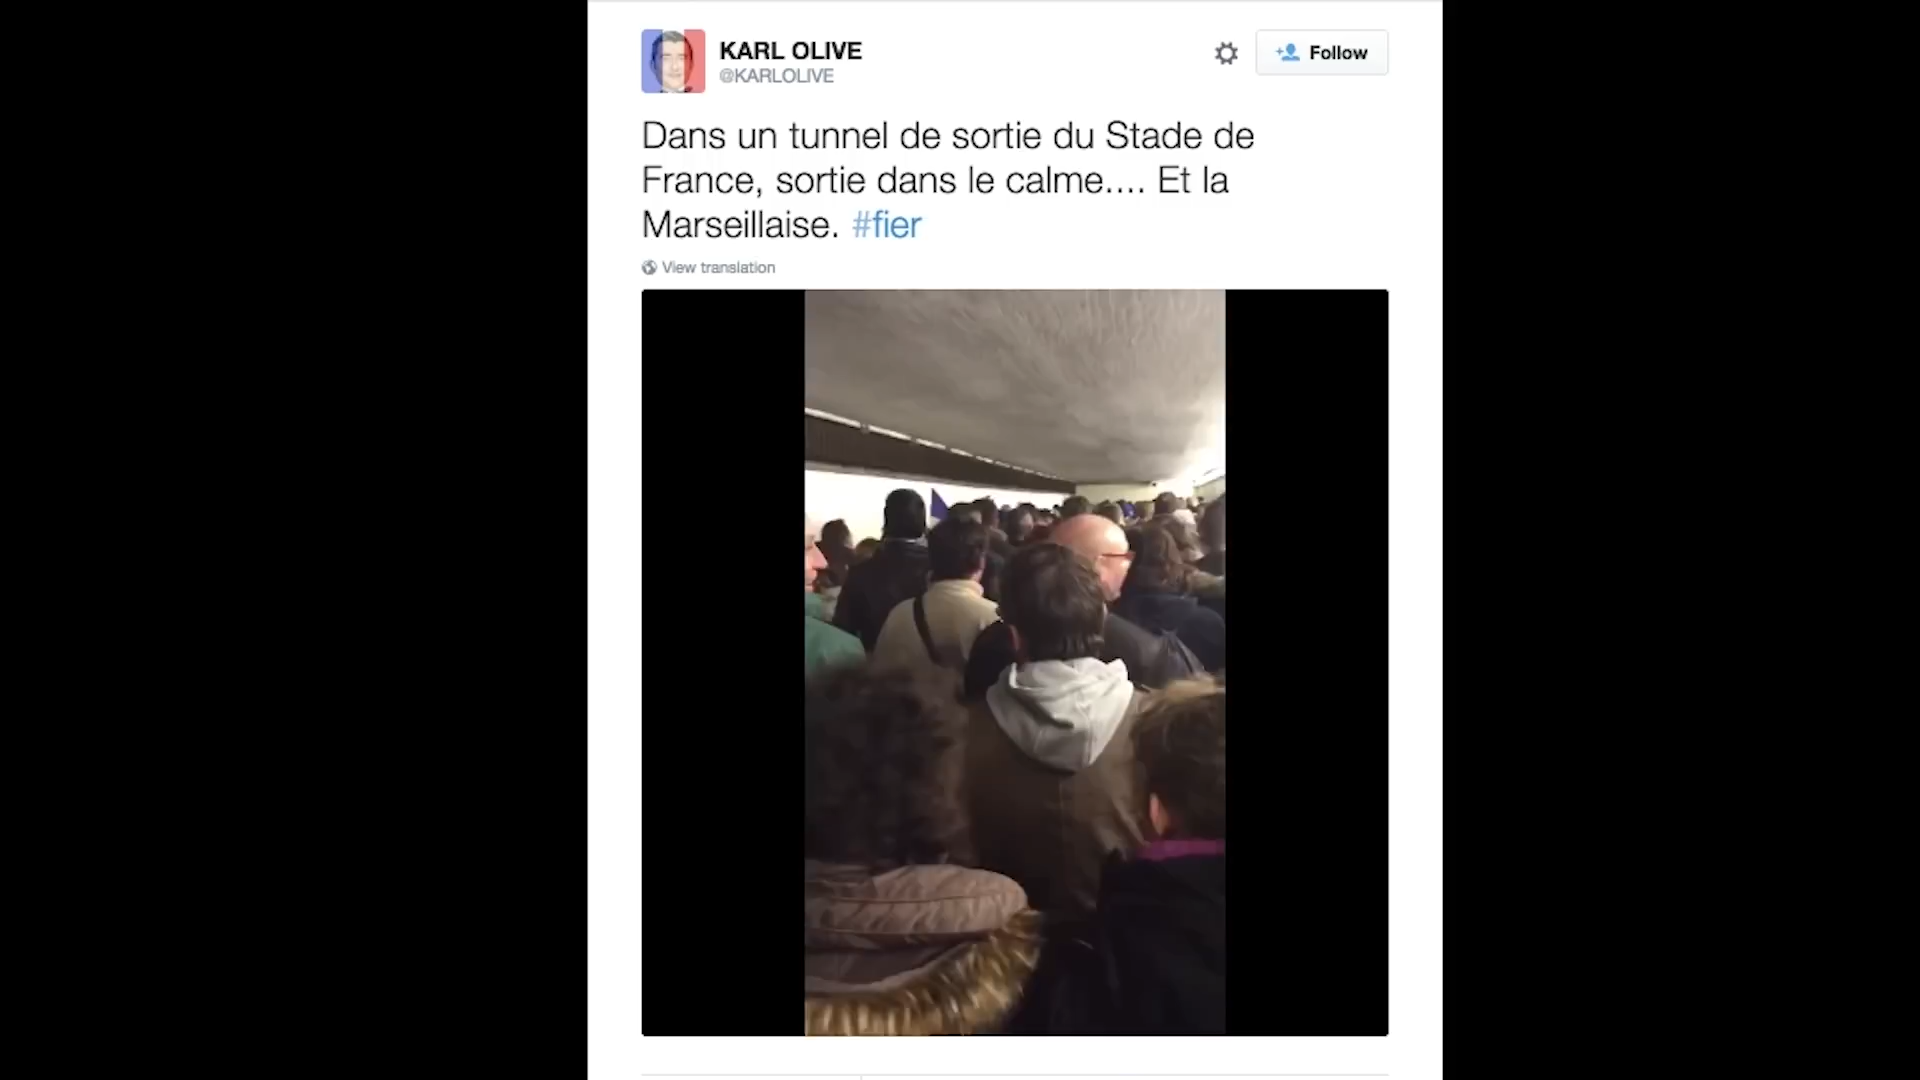 KARL OLIVE
@KARLOLIVE
Follow
Dans un tunnel de sortie du Stade de
France, sortie dans le calme.... Et la
Marseillaise. #fier
View translation